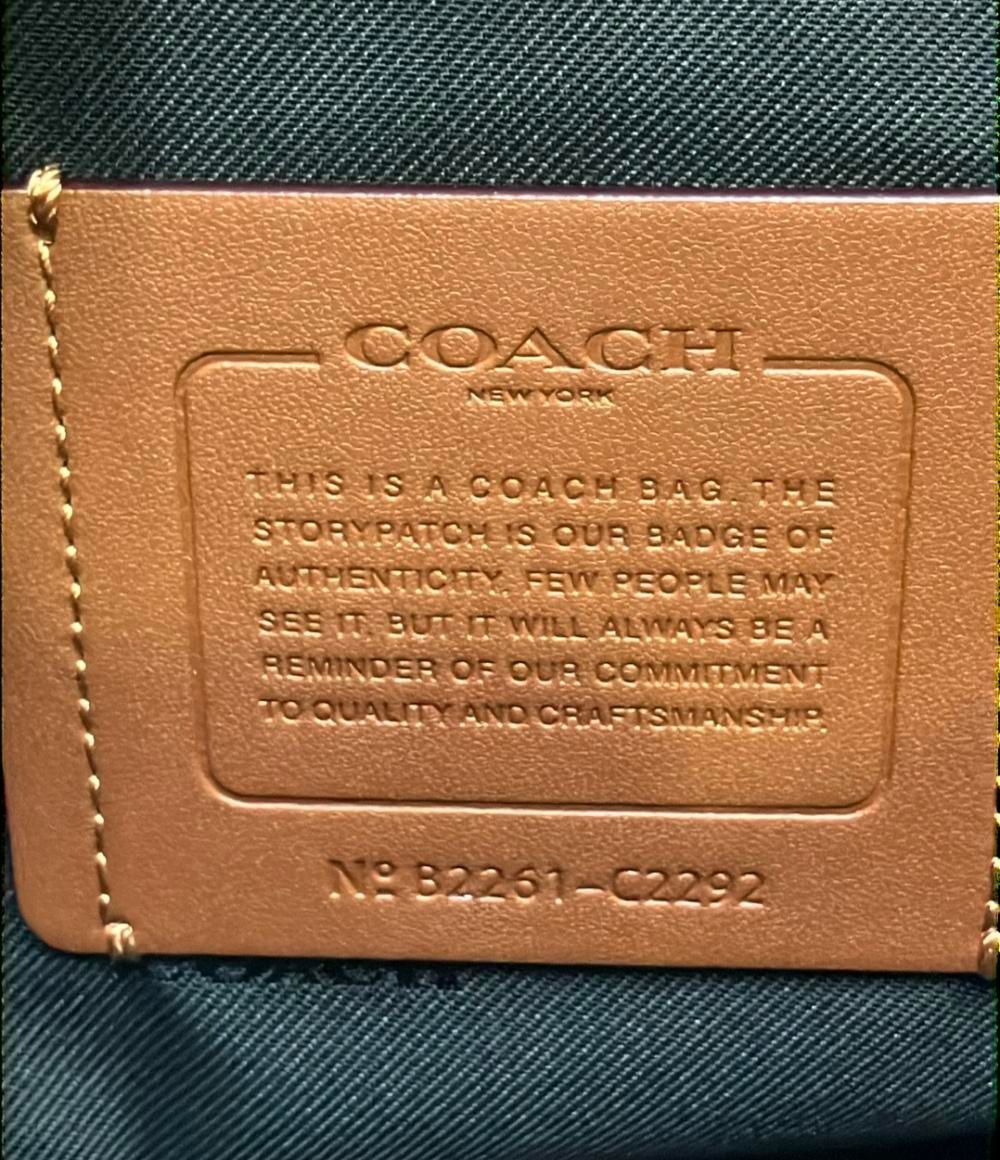 COACH
NEW YORK
THIS IS A COACH BAG. THE
STORYPATCH IS OUR BADGE OF
AUTHENTICITY. FEW PEOPLE MAY
SEE IT. BUT IT WILL ALWAYS BE A
REMINDER OF OUR COMMITMENT
TO QUALITY AND CRAFTSMANSHIP.
Nº B2261-C2292